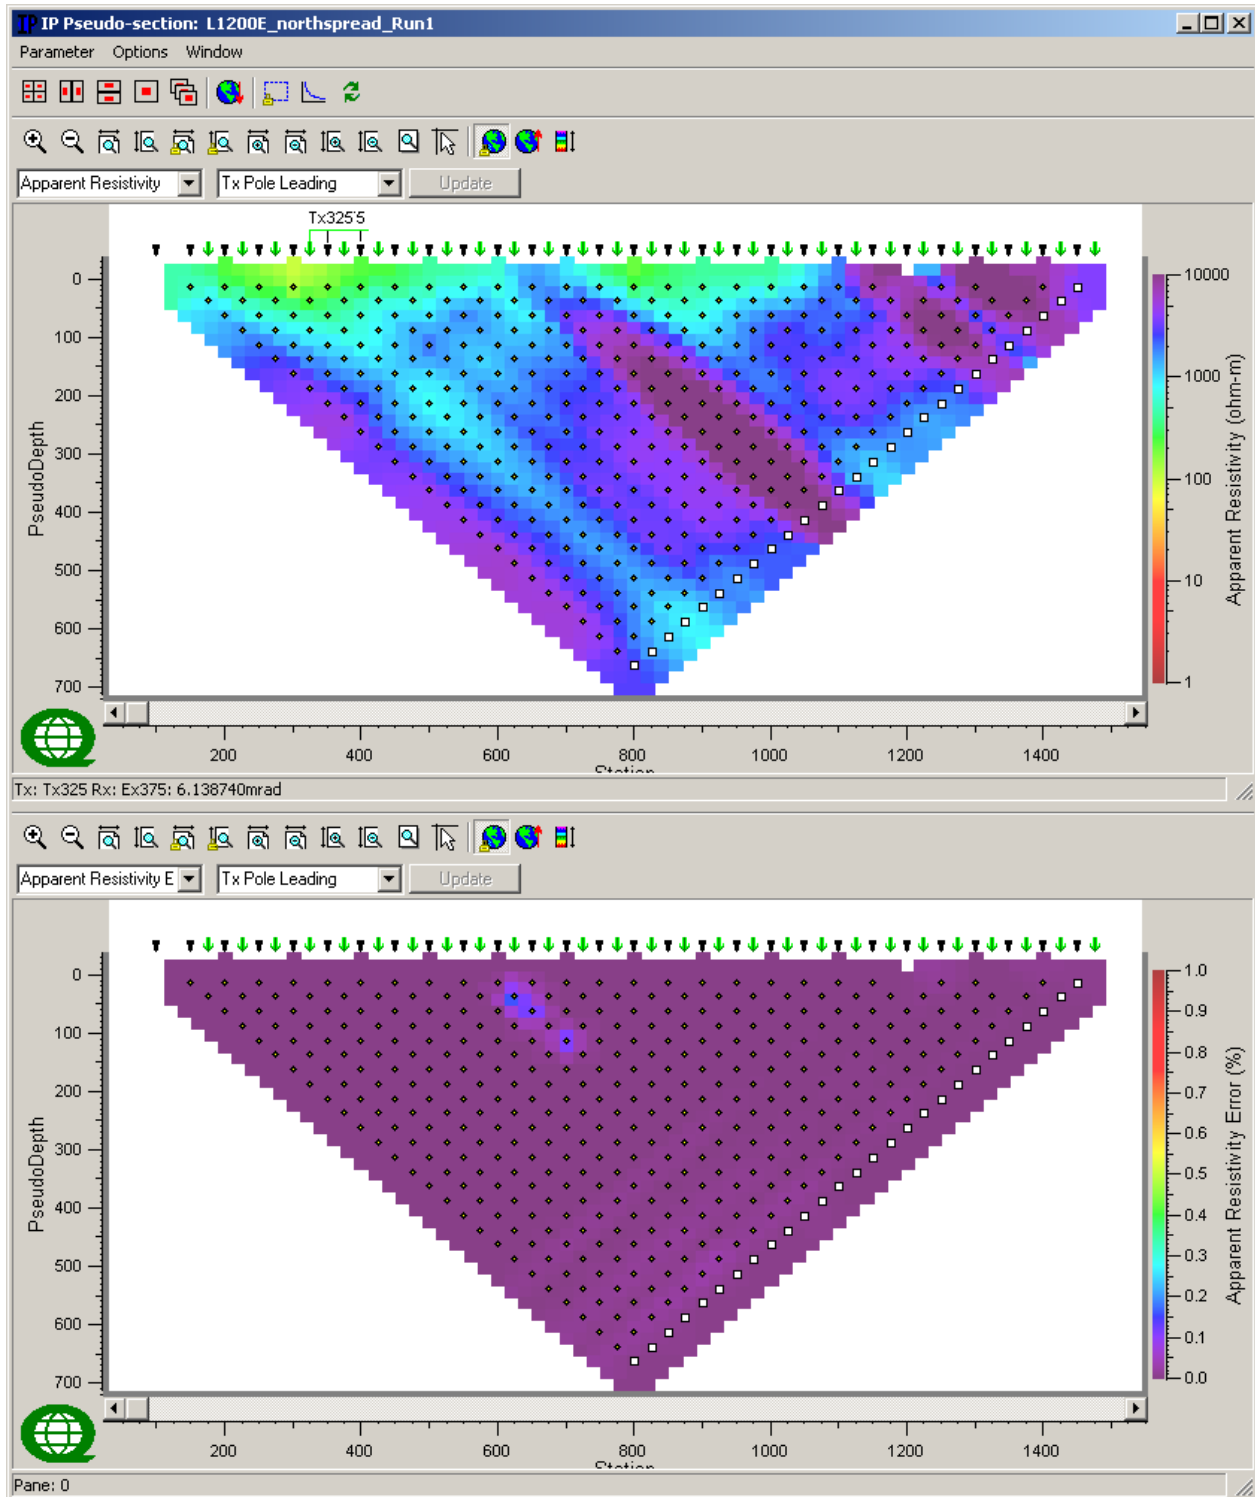 IP IP Pseudo-section: L1200E_northspread_Run1
Parameter Options Window
Apparent Resistivity Tx Pole Leading Update
Tx325'5
0
100
200
300
400
500
600
700
PseudoDepth
10000
1000
100
10
1
Apparent Resistivity (ohm-m)
200 400 600 800 1000 1200 1400
Station
Tx: Tx325 Rx: Ex375: 6.138740mrad
Apparent Resistivity E Tx Pole Leading Update
0
100
200
300
400
500
600
700
PseudoDepth
1.0
0.9
0.8
0.7
0.6
0.5
0.4
0.3
0.2
0.1
0.0
Apparent Resistivity Error (%)
200 400 600 800 1000 1200 1400
Station
Pane: 0